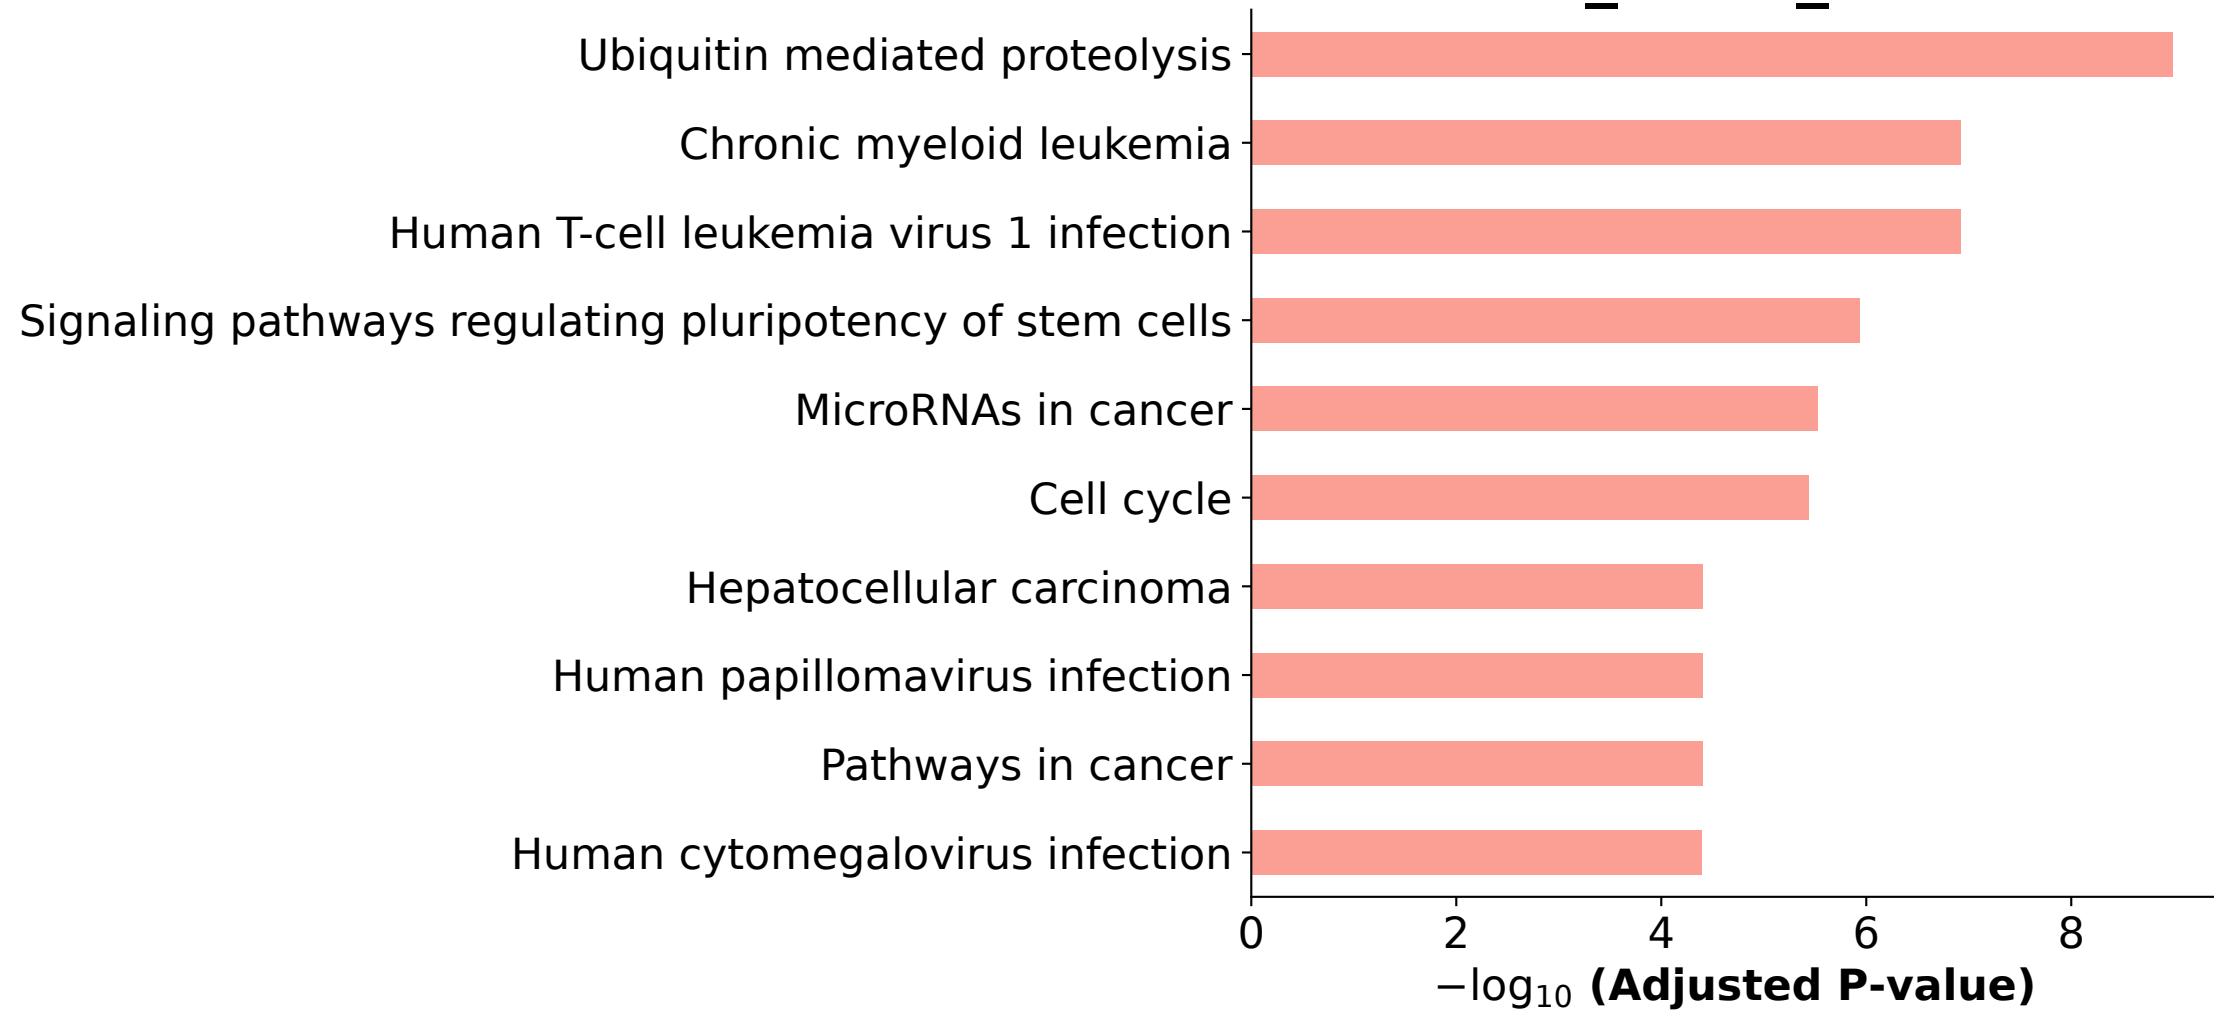 Ubiquitin mediated proteolysis
Chronic myeloid leukemia
Human T-cell leukemia virus 1 infection
Signaling pathways regulating pluripotency of stem cells
MicroRNAs in cancer
Cell cycle
Hepatocellular carcinoma
Human papillomavirus infection
Pathways in cancer
Human cytomegalovirus infection
0 2 4 6 8
−log₁₀ (Adjusted P-value)